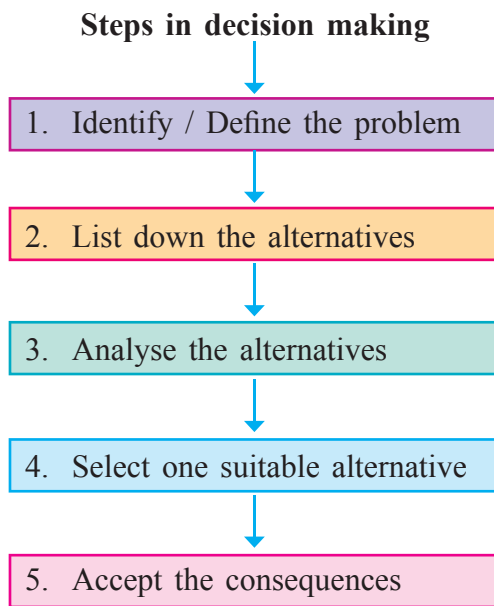 Steps in decision making
1. Identify / Define the problem
2. List down the alternatives
3. Analyse the alternatives
4. Select one suitable alternative
5. Accept the consequences